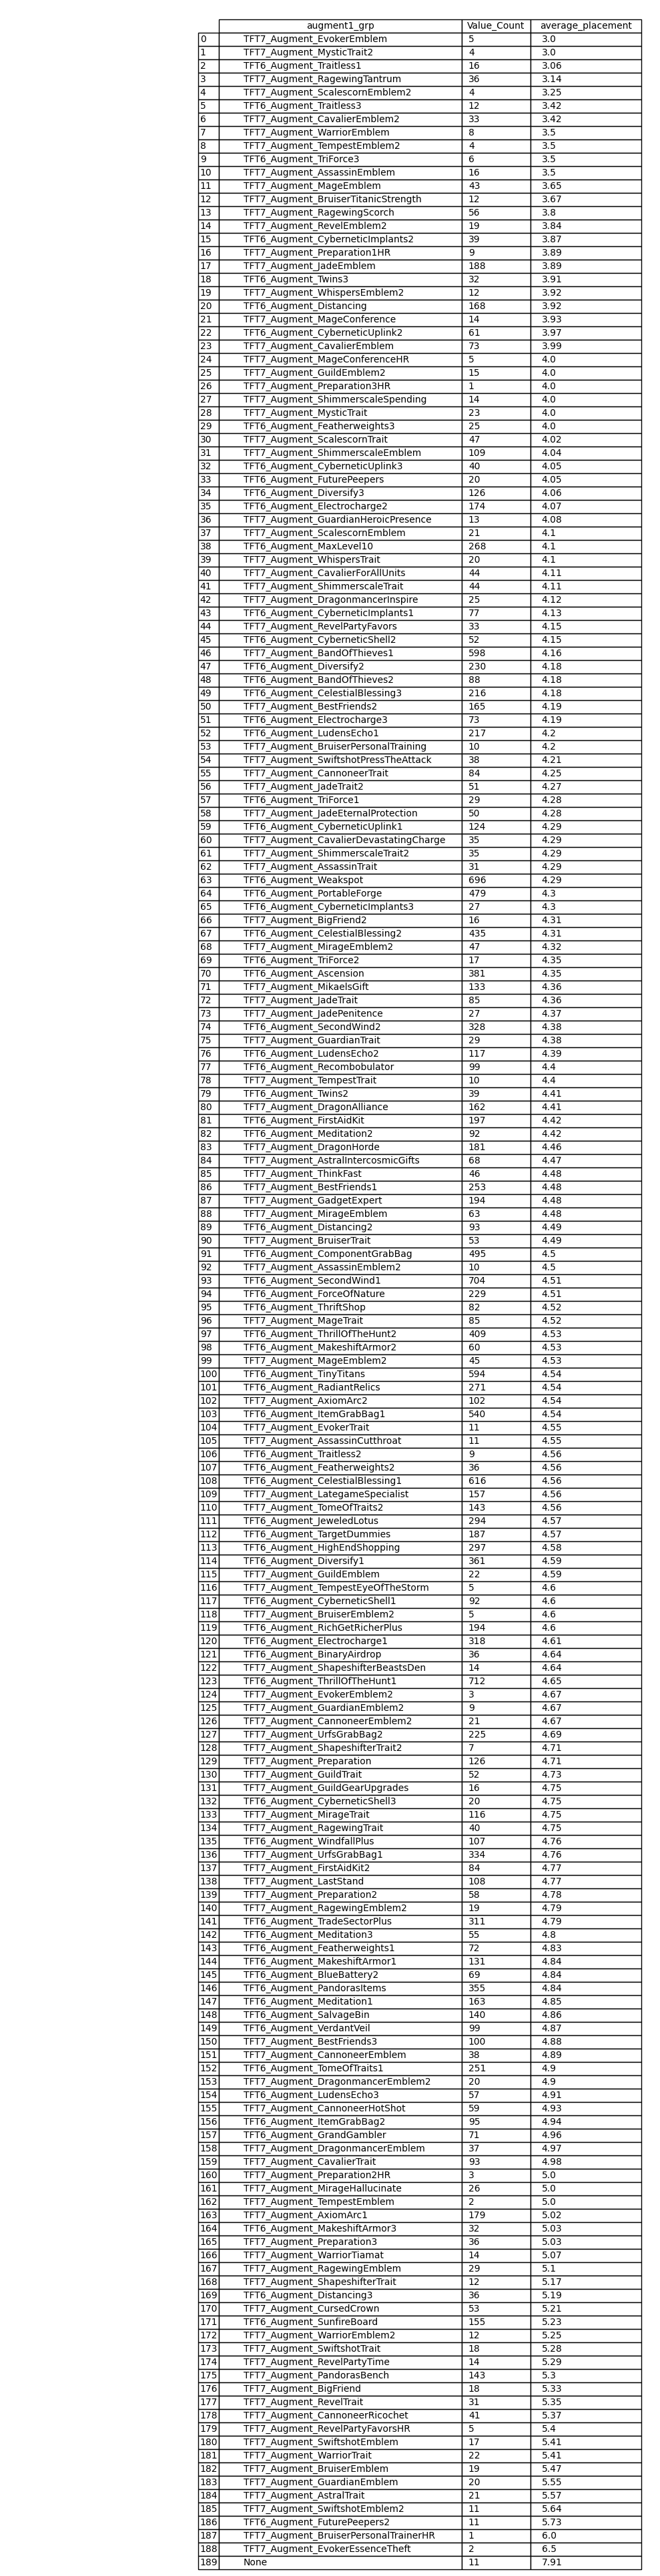 augment1_grp Value_Count average_placement
0 TFT7_Augment_EvokerEmblem 5 3.0
1 TFT7_Augment_MysticTrait2 4 3.0
2 TFT6_Augment_Traitless1 16 3.06
3 TFT7_Augment_RagewingTantrum 36 3.14
4 TFT7_Augment_ScalescornEmblem2 4 3.25
5 TFT6_Augment_Traitless3 12 3.42
6 TFT7_Augment_CavalierEmblem2 33 3.42
7 TFT7_Augment_WarriorEmblem 8 3.5
8 TFT7_Augment_TempestEmblem2 4 3.5
9 TFT6_Augment_TriForce3 6 3.5
10 TFT7_Augment_AssassinEmblem 16 3.5
11 TFT7_Augment_MageEmblem 43 3.65
12 TFT7_Augment_BruiserTitanicStrength 12 3.67
13 TFT7_Augment_RagewingScorch 56 3.8
14 TFT7_Augment_RevelEmblem2 19 3.84
15 TFT6_Augment_CyberneticImplants2 39 3.87
16 TFT7_Augment_Preparation1HR 9 3.89
17 TFT7_Augment_JadeEmblem 188 3.89
18 TFT6_Augment_Twins3 32 3.91
19 TFT7_Augment_WhispersEmblem2 12 3.92
20 TFT6_Augment_Distancing 168 3.92
21 TFT7_Augment_MageConference 14 3.93
22 TFT6_Augment_CyberneticUplink2 61 3.97
23 TFT7_Augment_CavalierEmblem 73 3.99
24 TFT7_Augment_MageConferenceHR 5 4.0
25 TFT7_Augment_GuildEmblem2 15 4.0
26 TFT7_Augment_Preparation3HR 1 4.0
27 TFT7_Augment_ShimmerscaleSpending 14 4.0
28 TFT7_Augment_MysticTrait 23 4.0
29 TFT6_Augment_Featherweights3 25 4.0
30 TFT7_Augment_ScalescornTrait 47 4.02
31 TFT7_Augment_ShimmerscaleEmblem 109 4.04
32 TFT6_Augment_CyberneticUplink3 40 4.05
33 TFT7_Augment_FuturePeepers 20 4.05
34 TFT6_Augment_Diversify3 126 4.06
35 TFT6_Augment_Electrocharge2 174 4.07
36 TFT7_Augment_GuardianHeroicPresence 13 4.08
37 TFT7_Augment_ScalescornEmblem 21 4.1
38 TFT6_Augment_MaxLevel10 268 4.1
39 TFT7_Augment_WhispersTrait 20 4.1
40 TFT7_Augment_CavalierForAllUnits 44 4.11
41 TFT7_Augment_ShimmerscaleTrait 44 4.11
42 TFT7_Augment_DragonmancerInspire 25 4.12
43 TFT6_Augment_CyberneticImplants1 77 4.13
44 TFT7_Augment_RevelPartyFavors 33 4.15
45 TFT6_Augment_CyberneticShell2 52 4.15
46 TFT7_Augment_BandOfThieves1 598 4.16
47 TFT6_Augment_Diversify2 230 4.18
48 TFT6_Augment_BandOfThieves2 88 4.18
49 TFT6_Augment_CelestialBlessing3 216 4.18
50 TFT7_Augment_BestFriends2 165 4.19
51 TFT6_Augment_Electrocharge3 73 4.19
52 TFT6_Augment_LudensEcho1 217 4.2
53 TFT7_Augment_BruiserPersonalTraining 10 4.2
54 TFT7_Augment_SwiftshotPressTheAttack 38 4.21
55 TFT7_Augment_CannoneerTrait 84 4.25
56 TFT7_Augment_JadeTrait2 51 4.27
57 TFT6_Augment_TriForce1 29 4.28
58 TFT7_Augment_JadeEternalProtection 50 4.28
59 TFT6_Augment_CyberneticUplink1 124 4.29
60 TFT7_Augment_CavalierDevastatingCharge 35 4.29
61 TFT7_Augment_ShimmerscaleTrait2 35 4.29
62 TFT7_Augment_AssassinTrait 31 4.29
63 TFT6_Augment_Weakspot 696 4.29
64 TFT6_Augment_PortableForge 479 4.3
65 TFT6_Augment_CyberneticImplants3 27 4.3
66 TFT7_Augment_BigFriend2 16 4.31
67 TFT6_Augment_CelestialBlessing2 435 4.31
68 TFT7_Augment_MirageEmblem2 47 4.32
69 TFT6_Augment_TriForce2 17 4.35
70 TFT6_Augment_Ascension 381 4.35
71 TFT7_Augment_MikaelsGift 133 4.36
72 TFT7_Augment_JadeTrait 85 4.36
73 TFT7_Augment_JadePenitence 27 4.37
74 TFT6_Augment_SecondWind2 328 4.38
75 TFT7_Augment_GuardianTrait 29 4.38
76 TFT6_Augment_LudensEcho2 117 4.39
77 TFT6_Augment_Recombobulator 99 4.4
78 TFT7_Augment_TempestTrait 10 4.4
79 TFT6_Augment_Twins2 39 4.41
80 TFT7_Augment_DragonAlliance 162 4.41
81 TFT6_Augment_FirstAidKit 197 4.42
82 TFT6_Augment_Meditation2 92 4.42
83 TFT7_Augment_DragonHorde 181 4.46
84 TFT7_Augment_AstralIntercosmicGifts 68 4.47
85 TFT7_Augment_ThinkFast 46 4.48
86 TFT7_Augment_BestFriends1 253 4.48
87 TFT7_Augment_GadgetExpert 194 4.48
88 TFT7_Augment_MirageEmblem 63 4.48
89 TFT6_Augment_Distancing2 93 4.49
90 TFT7_Augment_BruiserTrait 53 4.49
91 TFT6_Augment_ComponentGrabBag 495 4.5
92 TFT7_Augment_AssassinEmblem2 10 4.5
93 TFT6_Augment_SecondWind1 704 4.51
94 TFT6_Augment_ForceOfNature 229 4.51
95 TFT6_Augment_ThriftShop 82 4.52
96 TFT7_Augment_MageTrait 85 4.52
97 TFT6_Augment_ThrillOfTheHunt2 409 4.53
98 TFT6_Augment_MakeshiftArmor2 60 4.53
99 TFT7_Augment_MageEmblem2 45 4.53
100 TFT6_Augment_TinyTitans 594 4.54
101 TFT6_Augment_RadiantRelics 271 4.54
102 TFT7_Augment_AxiomArc2 102 4.54
103 TFT6_Augment_ItemGrabBag1 540 4.54
104 TFT7_Augment_EvokerTrait 11 4.55
105 TFT7_Augment_AssassinCutthroat 11 4.55
106 TFT6_Augment_Traitless2 9 4.56
107 TFT6_Augment_Featherweights2 36 4.56
108 TFT6_Augment_CelestialBlessing1 616 4.56
109 TFT7_Augment_LategameSpecialist 157 4.56
110 TFT7_Augment_TomeOfTraits2 143 4.56
111 TFT6_Augment_JeweledLotus 294 4.57
112 TFT6_Augment_TargetDummies 187 4.57
113 TFT6_Augment_HighEndShopping 297 4.58
114 TFT6_Augment_Diversify1 361 4.59
115 TFT7_Augment_GuildEmblem 22 4.59
116 TFT7_Augment_TempestEyeOfTheStorm 5 4.6
117 TFT6_Augment_CyberneticShell1 92 4.6
118 TFT7_Augment_BruiserEmblem2 5 4.6
119 TFT6_Augment_RichGetRicherPlus 194 4.6
120 TFT6_Augment_Electrocharge1 318 4.61
121 TFT6_Augment_BinaryAirdrop 36 4.64
122 TFT7_Augment_ShapeshifterBeastsDen 14 4.64
123 TFT6_Augment_ThrillOfTheHunt1 712 4.65
124 TFT7_Augment_EvokerEmblem2 3 4.67
125 TFT7_Augment_GuardianEmblem2 9 4.67
126 TFT7_Augment_CannoneerEmblem2 21 4.67
127 TFT7_Augment_UrfsGrabBag2 225 4.69
128 TFT7_Augment_ShapeshifterTrait2 7 4.71
129 TFT7_Augment_Preparation 126 4.71
130 TFT7_Augment_GuildTrait 52 4.73
131 TFT7_Augment_GuildGearUpgrades 16 4.75
132 TFT6_Augment_CyberneticShell3 20 4.75
133 TFT7_Augment_MirageTrait 116 4.75
134 TFT7_Augment_RagewingTrait 40 4.75
135 TFT6_Augment_WindfallPlus 107 4.76
136 TFT7_Augment_UrfsGrabBag1 334 4.76
137 TFT7_Augment_FirstAidKit2 84 4.77
138 TFT7_Augment_LastStand 108 4.77
139 TFT7_Augment_Preparation2 58 4.78
140 TFT7_Augment_RagewingEmblem2 19 4.79
141 TFT6_Augment_TradeSectorPlus 311 4.79
142 TFT6_Augment_Meditation3 55 4.8
143 TFT6_Augment_Featherweights1 72 4.83
144 TFT6_Augment_MakeshiftArmor1 131 4.84
145 TFT6_Augment_BlueBattery2 69 4.84
146 TFT6_Augment_PandorasItems 355 4.84
147 TFT6_Augment_Meditation1 163 4.85
148 TFT6_Augment_SalvageBin 140 4.86
149 TFT6_Augment_VerdantVeil 99 4.87
150 TFT7_Augment_BestFriends3 100 4.88
151 TFT7_Augment_CannoneerEmblem 38 4.89
152 TFT6_Augment_TomeOfTraits1 251 4.9
153 TFT7_Augment_DragonmancerEmblem2 20 4.9
154 TFT6_Augment_LudensEcho3 57 4.91
155 TFT7_Augment_CannoneerHotShot 59 4.93
156 TFT6_Augment_ItemGrabBag2 95 4.94
157 TFT6_Augment_GrandGambler 71 4.96
158 TFT7_Augment_DragonmancerEmblem 37 4.97
159 TFT7_Augment_CavalierTrait 93 4.98
160 TFT7_Augment_Preparation2HR 3 5.0
161 TFT7_Augment_MirageHallucinate 26 5.0
162 TFT7_Augment_TempestEmblem 2 5.0
163 TFT7_Augment_AxiomArc1 179 5.02
164 TFT6_Augment_MakeshiftArmor3 32 5.03
165 TFT7_Augment_Preparation3 36 5.03
166 TFT7_Augment_WarriorTiamat 14 5.07
167 TFT7_Augment_RagewingEmblem 29 5.1
168 TFT7_Augment_ShapeshifterTrait 12 5.17
169 TFT6_Augment_Distancing3 36 5.19
170 TFT7_Augment_CursedCrown 53 5.21
171 TFT6_Augment_SunfireBoard 155 5.23
172 TFT7_Augment_WarriorEmblem2 12 5.25
173 TFT7_Augment_SwiftshotTrait 18 5.28
174 TFT7_Augment_RevelPartyTime 14 5.29
175 TFT7_Augment_PandorasBench 143 5.3
176 TFT7_Augment_BigFriend 18 5.33
177 TFT7_Augment_RevelTrait 31 5.35
178 TFT7_Augment_CannoneerRicochet 41 5.37
179 TFT7_Augment_RevelPartyFavorsHR 5 5.4
180 TFT7_Augment_SwiftshotEmblem 17 5.41
181 TFT7_Augment_WarriorTrait 22 5.41
182 TFT7_Augment_BruiserEmblem 19 5.47
183 TFT7_Augment_GuardianEmblem 20 5.55
184 TFT7_Augment_AstralTrait 21 5.57
185 TFT7_Augment_SwiftshotEmblem2 11 5.64
186 TFT6_Augment_FuturePeepers2 11 5.73
187 TFT7_Augment_BruiserPersonalTrainerHR 1 6.0
188 TFT7_Augment_EvokerEssenceTheft 2 6.5
189 None 11 7.91